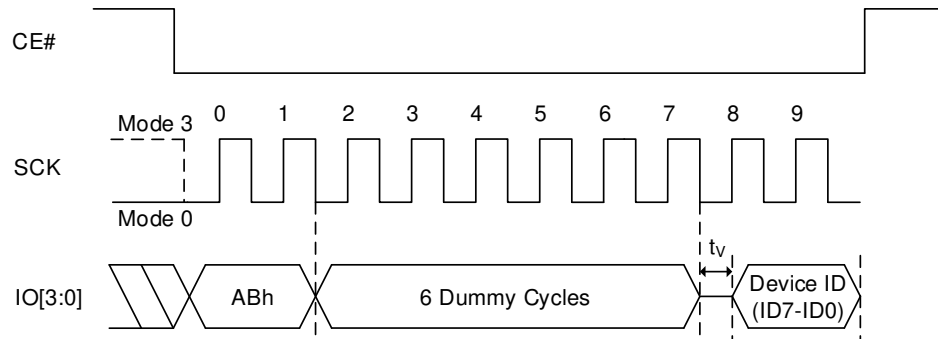 CE#
0 1 2 3 4 5 6 7 8 9
Mode 3
SCK
Mode 0
tV
IO[3:0]
ABh
6 Dummy Cycles
Device ID
(ID7-ID0)